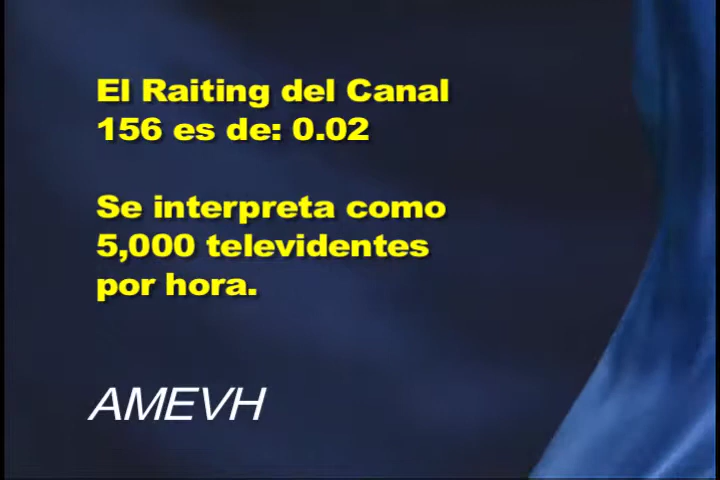 El Raiting del Canal
156 es de: 0.02
Se interpreta como
5,000 televidentes
por hora.
AMEVH